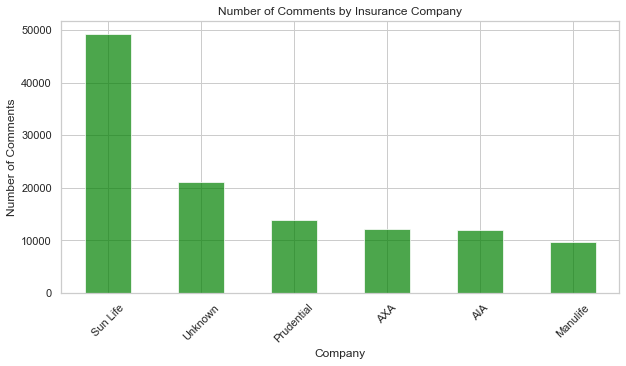 Number of Comments by Insurance Company
Number of Comments
50000
40000
30000
20000
10000
0
Sun Life
Unknown
Prudential
AXA
AIA
Manulife
Company